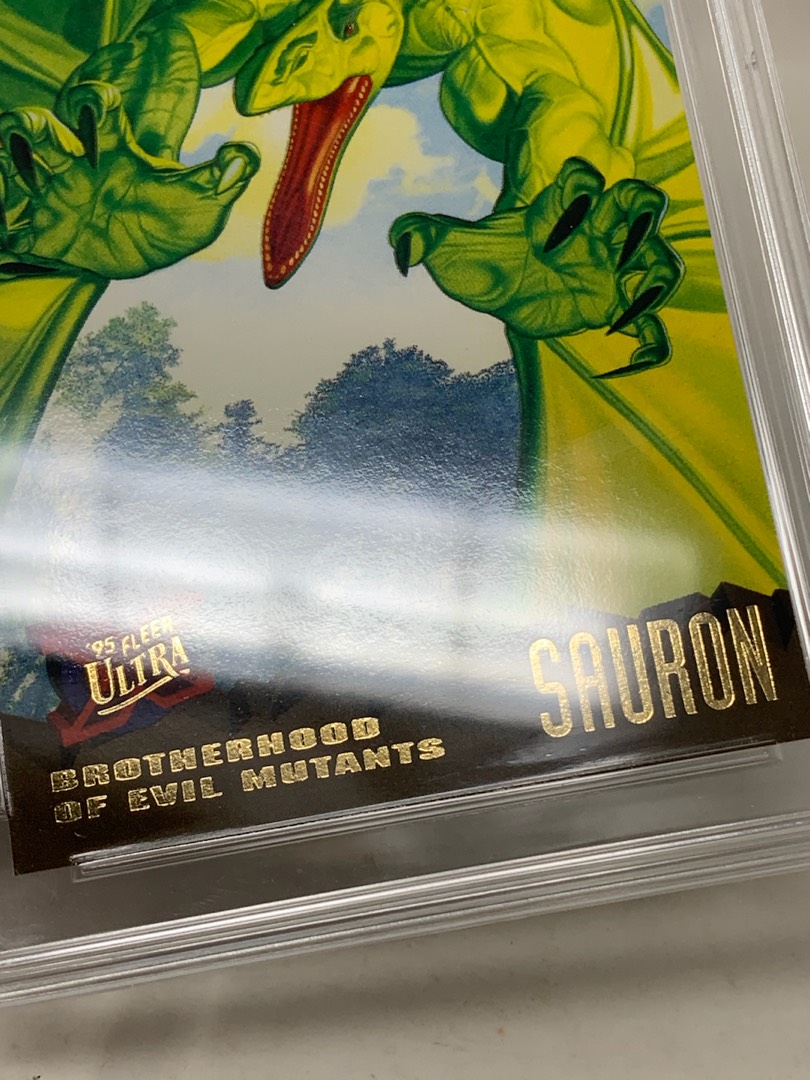 '95 FLEER
ULTRA
SAURON
BROTHERHOOD
OF EVIL MUTANTS